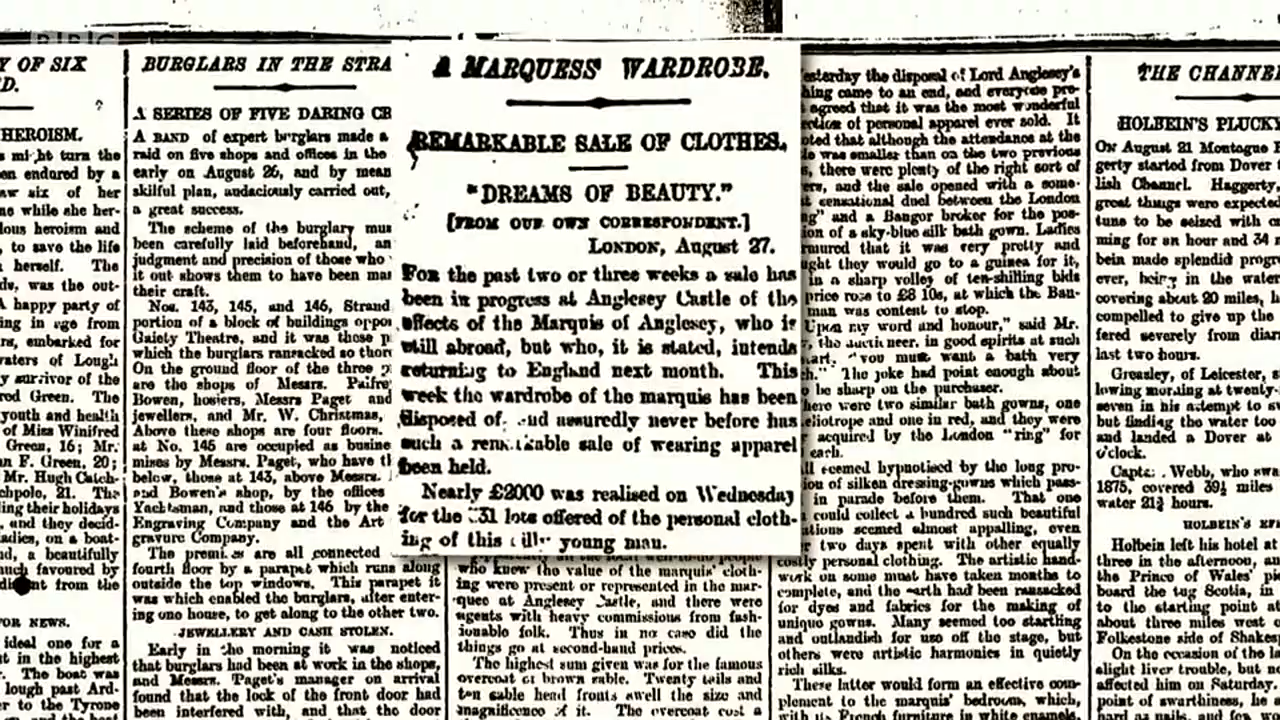 BBC
Y OF SIX
D.
HEROISM.
might turn the
en endured by a
aw six of her
ne while she her-
lous heroism and
, to save the life
herself. The
ds, was the out-
A happy party of
ing in age from
rs, embarked for
waters of Lough
y survivor of the
red Green. The
youth and health
of Miss Winifred
Green, 16; Mr.
n F. Green, 20;
Mr. Hugh Catch-
chpole, 21. The
ling their holidays
, and they decid-
adies, on a boat-
nd, a beautifully
much favoured by
from the
OR NEWS.
ideal one for a
t in the highest
r. The boat was
lough past Ard-
er to the Tyrone
BURGLARS IN THE STRA
A SERIES OF FIVE DARING CR
A BAND of expert burglars made a
raid on five shops and offices in the
early on August 26, and by mean
skilful plan, audaciously carried out,
a great success.
The scheme of the burglary mus
been carefully laid beforehand, an
judgment and precision of those who
it out shows them to have been mas
their craft.
Nos. 143, 145, and 146, Strand
portion of a block of buildings oppos
Gaiety Theatre, and it was those p
which the burglars ransacked so thoro
On the ground floor of the three p
are the shops of Messrs. Paifre
Bowen, hosiers, Messrs Paget and
jewellers, and Mr. W. Christmas,
Above these shops are four floors.
at No. 145 are occupied as busine
mises by Messrs. Paget, who have th
below, those at 143, above Messrs.
and Bowen's shop, by the offices
Yachtsman, and those at 146 by the
Engraving Company and the Art
gravure Company.
The premises are all connected
fourth floor by a parapet which runs along
outside the top windows. This parapet it
was which enabled the burglars, after enter-
ing one house, to get along to the other two.
JEWELLERY AND CASH STOLEN.
Early in the morning it was noticed
that burglars had been at work in the shops,
and Messrs. Paget's manager on arrival
found that the lock of the front door had
been interfered with, and that the door
A MARQUESS WARDROBE.
REMARKABLE SALE OF CLOTHES.
"DREAMS OF BEAUTY."
[FROM OUR OWN CORRESPONDENT.]
LONDON, August 27.
For the past two or three weeks a sale has
been in progress at Anglesey Castle of the
effects of the Marquis of Anglesey, who is
still abroad, but who, it is stated, intends
returning to England next month. This
week the wardrobe of the marquis has been
disposed of, and assuredly never before has
such a remarkable sale of wearing apparel
been held.
Nearly £2000 was realised on Wednesday
for the lots offered of the personal cloth-
ing of this young man.
who knew the value of the marquis' cloth-
ing were present or represented in the mar-
quee at Anglesey Castle, and there were
agents with heavy commissions from fash-
ionable folk. Thus in no case did the
things go at second-hand prices.
The highest sum given was for the famous
overcoat of brown sable. Twenty tails and
ten sable head fronts swell the size and
magnificence of it. The overcoat cost a
esterday the disposal of Lord Anglesey's
hing came to an end, and everyone pre-
agreed that it was the most wonderful
ction of personal apparel ever sold. It
oted that although the attendance at the
le was smaller than on the two previous
s, there were plenty of the right sort of
ers, and the sale opened with a some-
t sensational duel between the London
ng" and a Bangor broker for the pos-
ion of a sky-blue silk bath gown. Ladies
mured that it was very pretty and
ught they would go to a guinea for it,
in a sharp volley of ten-shilling bids
price rose to £8 10s, at which the Ban-
man was content to stop.
Upon my word and honour," said Mr.
, the auctioneer, in good spirits at such
art, "you must want a bath very
h." The joke had point enough about
o be sharp on the purchaser.
here were two similar bath gowns, one
eliotrope and one in red, and they were
acquired by the London "ring" for
each.
ll seemed hypnotised by the long pro-
ion of silken dressing-gowns which pass-
in parade before them. That one
could collect a hundred such beautiful
tions seemed almost appalling, even
r two days spent with other equally
costly personal clothing. The artistic hand-
work on some must have taken months to
complete, and the earth had been ransacked
for dyes and fabrics for the making of
unique gowns. Many seemed too startling
and outlandish for use off the stage, but
others were artistic harmonies in quietly
rich silks.
These latter would form an effective com-
plement to the marquis' bedroom, which,
with its French furniture in white enamels,
THE CHANNE
HOLBEIN'S PLUCKY
On August 21 Montague H
gerty started from Dover
lish Channel. Haggerty,
great things were expected
tune to be seized with c
ming for an hour and 34 m
bein made splendid progre
ever, being in the water
covering about 20 miles, h
compelled to give up the
fered severely from diar
last two hours.
Greasley, of Leicester, s
lowing morning at twenty-
seven in his attempt to sw
but finding the water too
and landed a Dover at
o'clock.
Capt. Webb, who swa
1875, covered 39½ miles
water 21¾ hours.
HOLBEIN'S EF
Holbein left his hotel at
three in the afternoon, an
the Prince of Wales' pi
board the tug Scotia, in
to the starting point at
about three miles west o
Folkestone side of Shakes
On the occasion of the la
slight liver trouble, but no
affected him on Saturday.
point of smartness, he